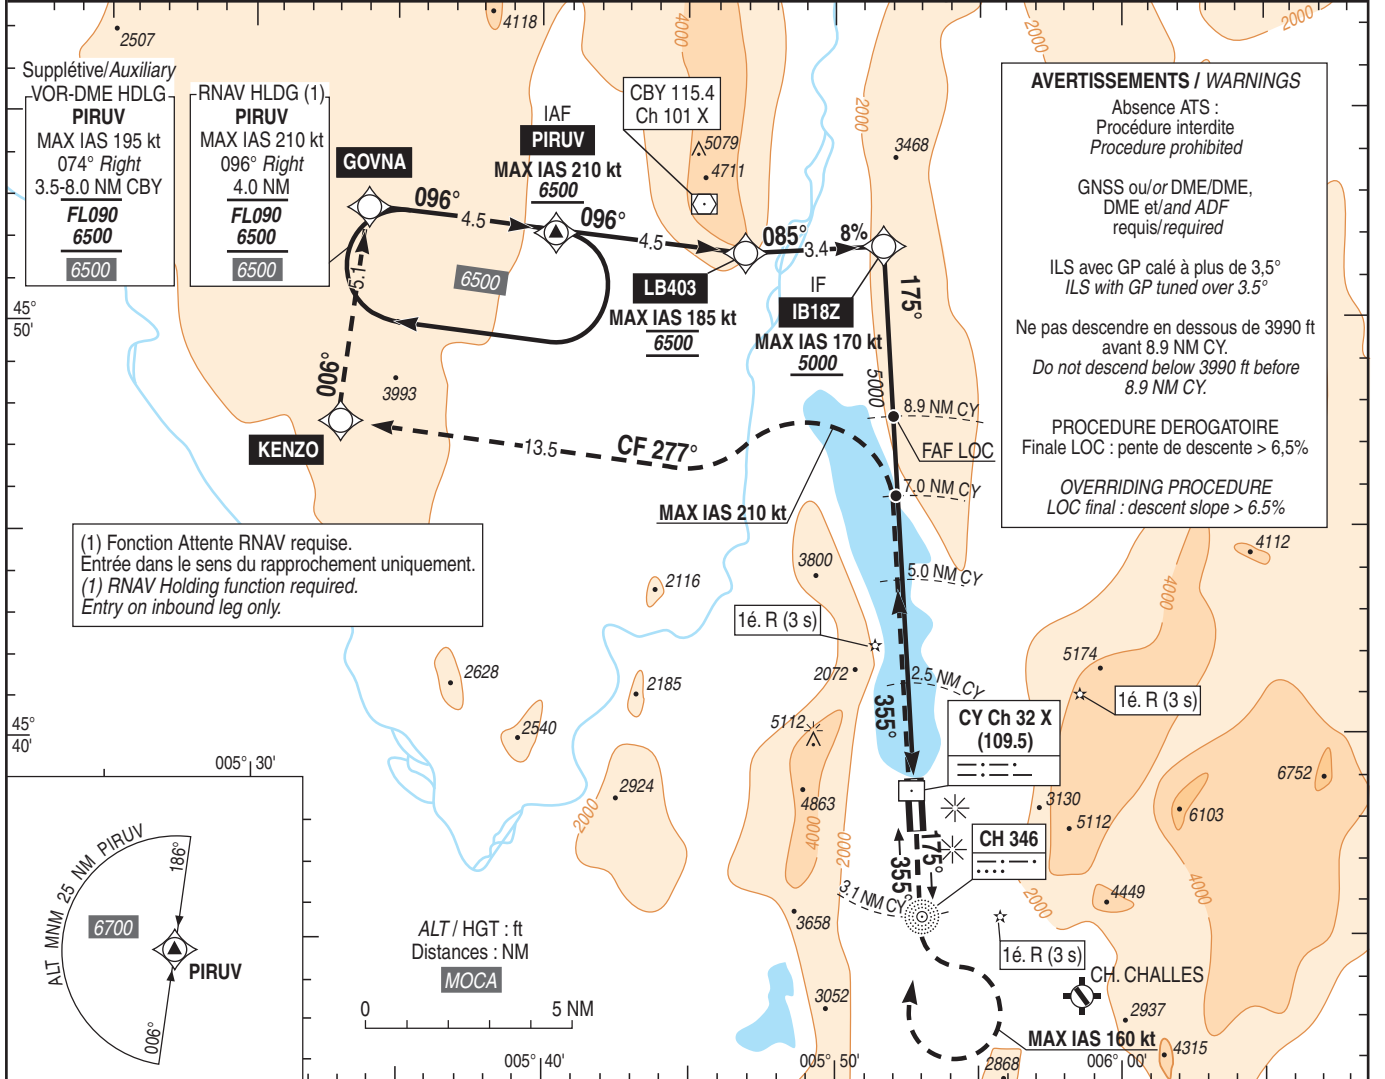 2507
4118
4000
2000
2000
Supplétive/Auxiliary
VOR-DME HDLG
PIRUV
MAX IAS 195 kt
074° Right
3.5-8.0 NM CBY
FL090
6500
6500
RNAV HLDG (1)
PIRUV
MAX IAS 210 kt
096° Right
4.0 NM
FL090
6500
6500
GOVNA
IAF
PIRUV
MAX IAS 210 kt
6500
CBY 115.4
Ch 101 X
5079
4711
2000
3468
096°
4.5
096°
4.5
085°
3.4
8%
6500
5.1
LB403
MAX IAS 185 kt
6500
IF
IB18Z
MAX IAS 170 kt
5000
175°
5000
AVERTISSEMENTS / WARNINGS
Absence ATS :
Procédure interdite
Procedure prohibited
GNSS ou/or DME/DME,
DME et/and ADF
requis/required
ILS avec GP calé à plus de 3,5°
ILS with GP tuned over 3.5°
Ne pas descendre en dessous de 3990 ft
avant 8.9 NM CY.
Do not descend below 3990 ft before
8.9 NM CY.
PROCEDURE DEROGATOIRE
Finale LOC : pente de descente > 6,5%
OVERRIDING PROCEDURE
LOC final : descent slope > 6.5%
45°
50'
006°
3993
KENZO
13.5
CF 277°
8.9 NM CY
FAF LOC
7.0 NM CY
MAX IAS 210 kt
(1) Fonction Attente RNAV requise.
Entrée dans le sens du rapprochement uniquement.
(1) RNAV Holding function required.
Entry on inbound leg only.
4112
3800
5.0 NM CY
2116
4000
1é. R (3 s)
2628
2185
2072
2.5 NM CY
5174
1é. R (3 s)
2540
5112
355°
CY Ch 32 X
(109.5)
45°
40'
005° 30'
2924
2000
4863
4000
2000
3130
5112
6103
6752
CH 346
175°
355°
3.1 NM CY
ALT MNM 25 NM PIRUV
186°
6700
PIRUV
006°
ALT / HGT : ft
Distances : NM
MOCA
0
5 NM
3658
2000
4449
4000
1é. R (3 s)
CH. CHALLES
3052
2937
MAX IAS 160 kt
4315
2868
005° 40'
005° 50'
006° 00'